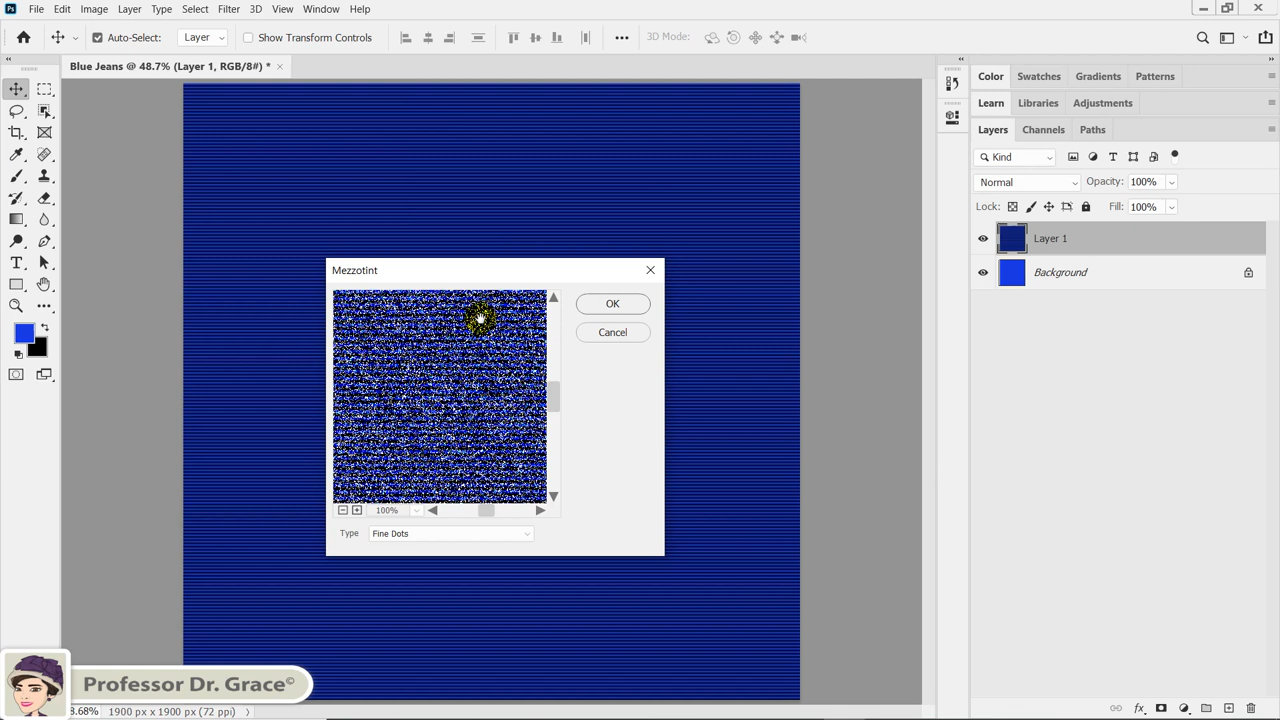 Ps File Edit Image Layer Type Select Filter 3D View Window Help
Auto-Select: Layer Show Transform Controls 3D Mode:
Blue Jeans @ 48.7% (Layer 1, RGB/8#) *
Color Swatches Gradients Patterns
Learn Libraries Adjustments
Layers Channels Paths
Kind
Normal Opacity: 100%
Lock: Fill: 100%
Layer 1
Background
Mezzotint
OK
Cancel
100%
Type Fine Dots
Professor Dr. Grace©
8.68% 1900 px x 1900 px (72 ppi)